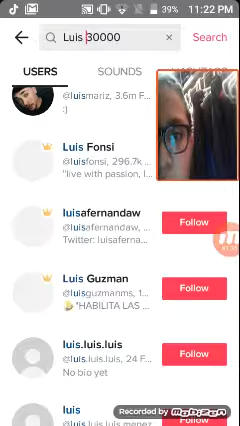 39% 11:22 PM
Luis 30000 × Search
USERS SOUNDS
@luismariz, 3.6m F...
:)
Luis Fonsi
@luisfonsi, 296.7k
"live with passion, l...
luisafernandaw
@luisafernandaw,
Twitter: luisaferna...
Follow
Luis Guzman
@luisguzmanms, 1...
"HABILITA LAS
Follow
luis.luis.luis
@luis.luis.luis, 24 F...
No bio yet
Follow
luis
@luis.luis.menez
Recorded by MOBIZEN